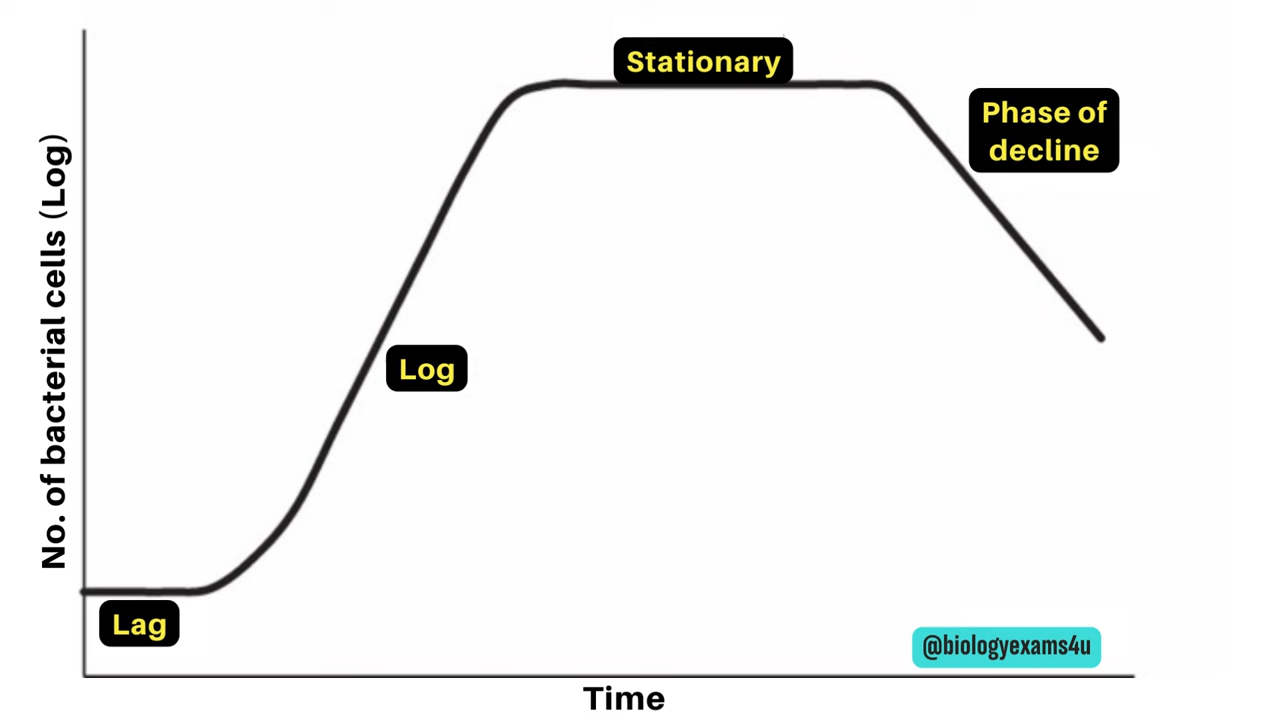 Stationary
Phase of
decline
No. of bacterial cells (Log)
Log
Lag
@biologyexams4u
Time